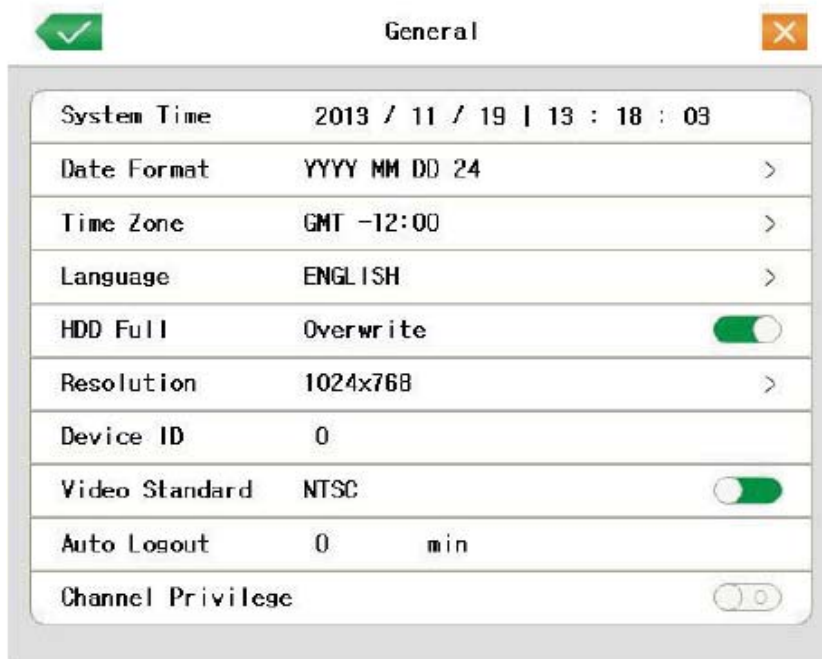 General
System Time 2013 / 11 / 19 | 13 : 18 : 03
Date Format YYYY MM DD 24 >
Time Zone GMT -12:00 >
Language ENGLISH >
HDD Full Overwrite
Resolution 1024x768 >
Device ID 0
Video Standard NTSC
Auto Logout 0 min
Channel Privilege